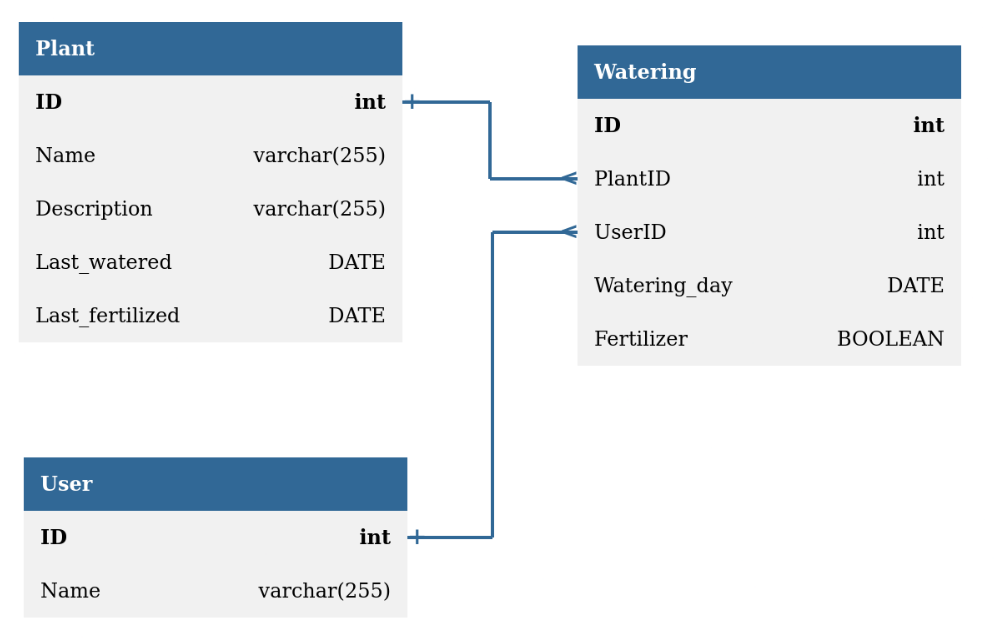 Plant
ID int
Name varchar(255)
Description varchar(255)
Last_watered DATE
Last_fertilized DATE
Watering
ID int
PlantID int
UserID int
Watering_day DATE
Fertilizer BOOLEAN
User
ID int
Name varchar(255)